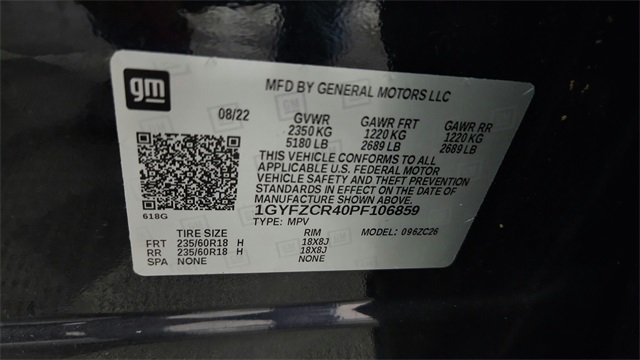 gm
MFD BY GENERAL MOTORS LLC
08/22 GVWR GAWR FRT GAWR RR
2350 KG 1220 KG 1220 KG
5180 LB 2689 LB 2689 LB
THIS VEHICLE CONFORMS TO ALL
APPLICABLE U.S. FEDERAL MOTOR
VEHICLE SAFETY AND THEFT PREVENTION
STANDARDS IN EFFECT ON THE DATE OF
MANUFACTURE SHOWN ABOVE.
618G 1GYFZCR40PF106859
TYPE: MPV MODEL: 096ZC26
TIRE SIZE RIM
FRT 235/60R18 H 18X8J
RR 235/60R18 H 18X8J
SPA NONE NONE